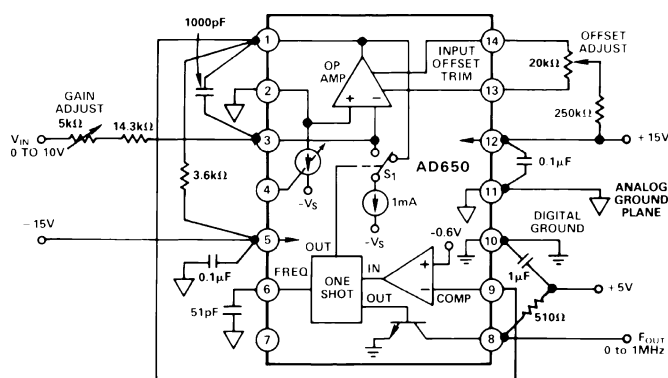 1000pF
1
14
OFFSET
ADJUST
INPUT
OFFSET
TRIM
OP
AMP
20kΩ
2
13
GAIN
ADJUST
5kΩ
14.3kΩ
+
−
250kΩ
VIN
0 TO 10V
3
12
+15V
3.6kΩ
S1
AD650
0.1μF
4
-VS
1mA
11
ANALOG
GROUND
PLANE
−15V
-VS
-0.6V
DIGITAL
GROUND
5
10
OUT
0.1μF
FREQ
IN
+
1μF
+5V
6
ONE
SHOT
−
COMP
9
51pF
OUT
510Ω
7
8
FOUT
0 to 1MHz